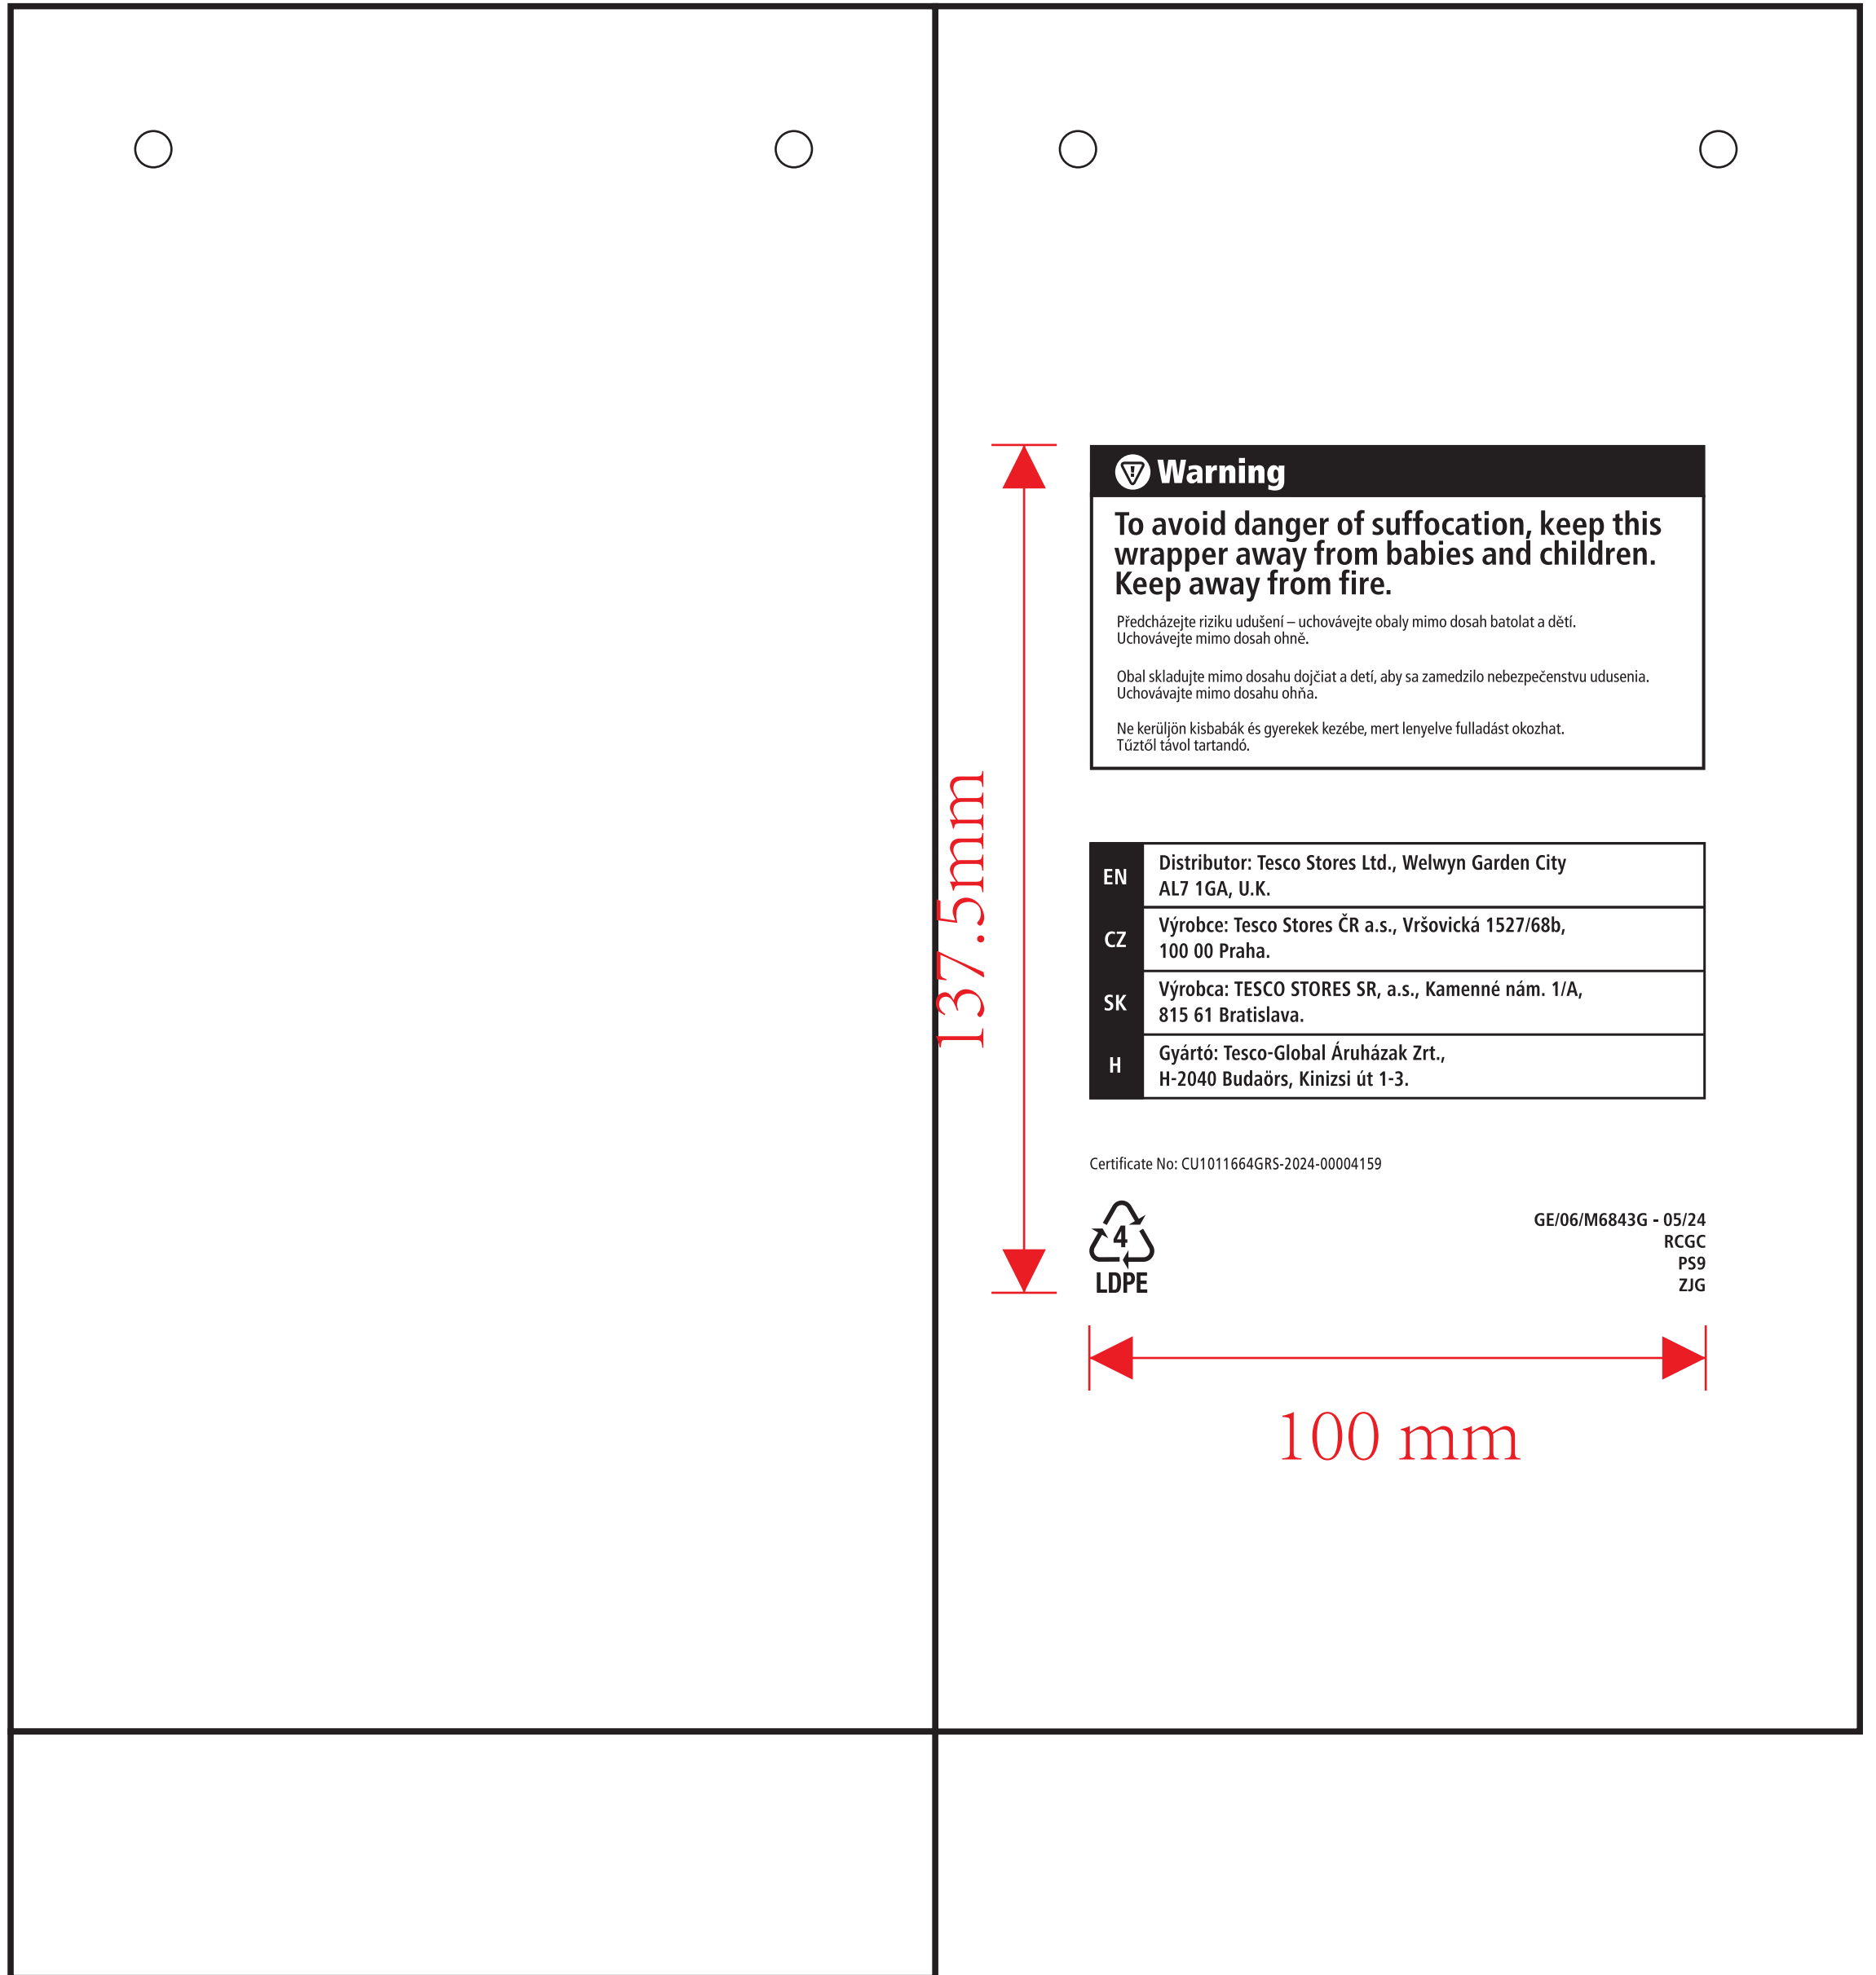 Warning
To avoid danger of suffocation, keep this
wrapper away from babies and children.
Keep away from fire.
Předcházejte riziku udušení – uchovávejte obaly mimo dosah batolat a dětí.
Uchovávejte mimo dosah ohně.
Obal skladujte mimo dosahu dojčiat a detí, aby sa zamedzilo nebezpečenstvu udusenia.
Uchovávajte mimo dosahu ohňa.
Ne kerüljön kisbabák és gyerekek kezébe, mert lenyelve fulladást okozhat.
Tűztől távol tartandó.
137.5mm
EN
Distributor: Tesco Stores Ltd., Welwyn Garden City
AL7 1GA, U.K.
CZ
Výrobce: Tesco Stores ČR a.s., Vršovická 1527/68b,
100 00 Praha.
SK
Výrobca: TESCO STORES SR, a.s., Kamenné nám. 1/A,
815 61 Bratislava.
H
Gyártó: Tesco-Global Áruházak Zrt.,
H-2040 Budaörs, Kinizsi út 1-3.
Certificate No: CU1011664GRS-2024-00004159
4
LDPE
GE/06/M6843G - 05/24
RCGC
PS9
ZJG
100 mm